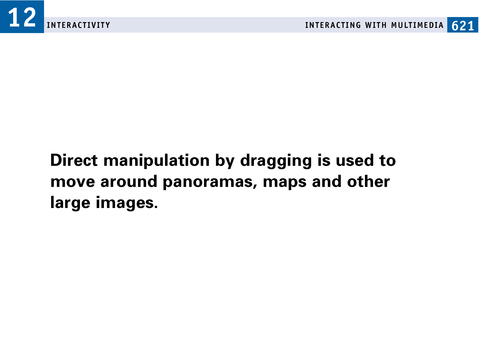 12 INTERACTIVITY INTERACTING WITH MULTIMEDIA 621
Direct manipulation by dragging is used to
move around panoramas, maps and other
large images.